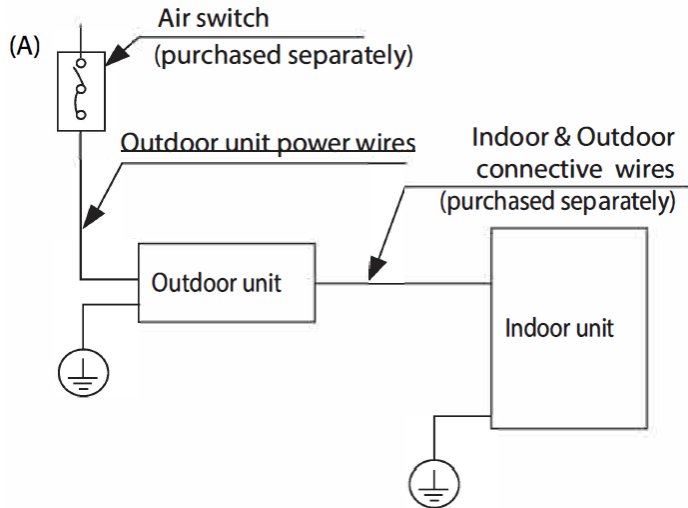 (A)
Air switch
(purchased separately)
Outdoor unit power wires
Indoor & Outdoor
connective wires
(purchased separately)
Outdoor unit
Indoor unit